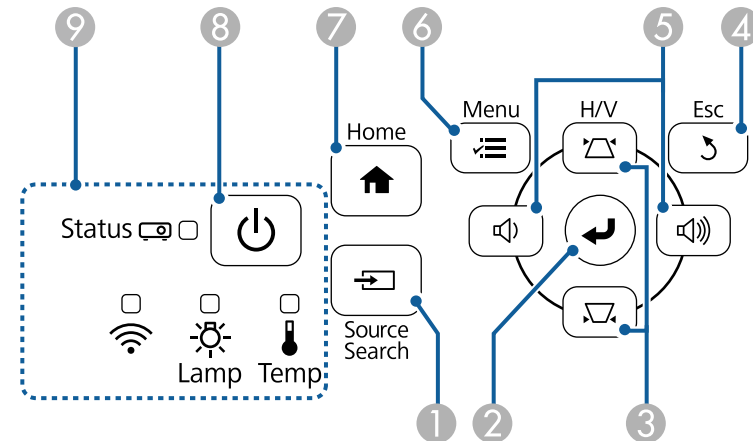 9
8
7
6
5
4
Menu
H/V
Esc
Home
Status
Source
Search
Lamp
Temp
1
2
3